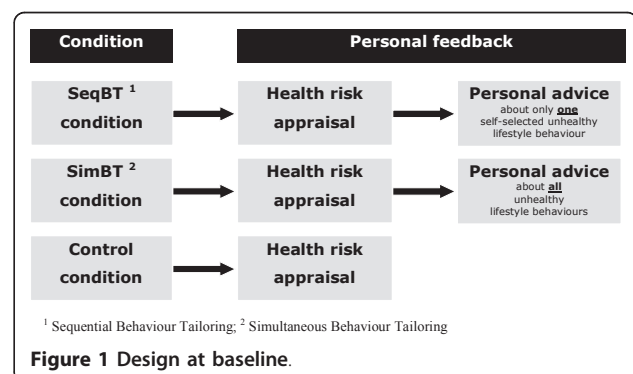 Condition Personal feedback
SeqBT ¹ Health risk Personal advice
condition appraisal about only one
self-selected unhealthy
lifestyle behaviour
SimBT ² Health risk Personal advice
condition appraisal about all
unhealthy
lifestyle behaviours
Control Health risk
condition appraisal
¹ Sequential Behaviour Tailoring; ² Simultaneous Behaviour Tailoring
Figure 1 Design at baseline.